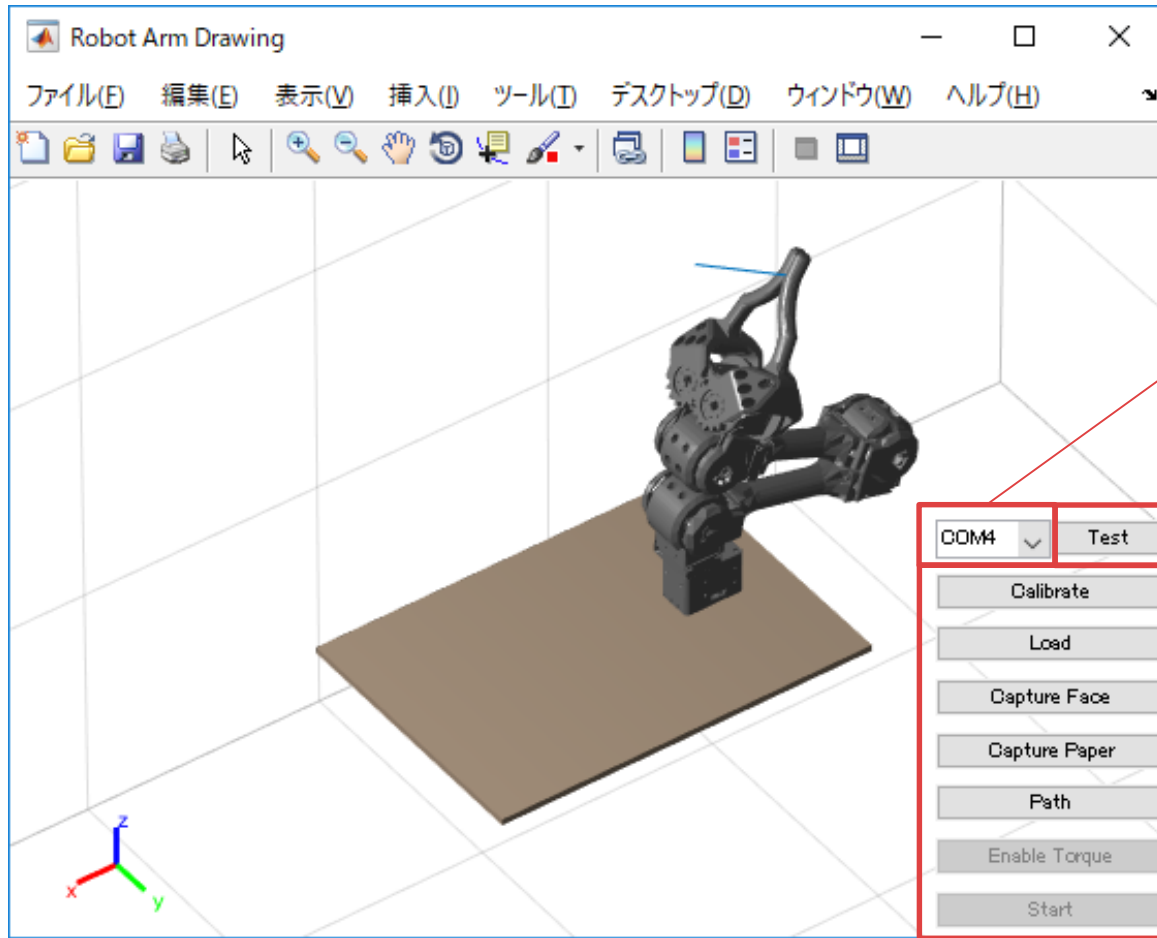 Robot Arm Drawing
ファイル(F) 編集(E) 表示(V) 挿入(I) ツール(T) デスクトップ(D) ウィンドウ(W) ヘルプ(H)
COM4 Test
Calibrate
Load
Capture Face
Capture Paper
Path
Enable Torque
Start
z
x
y